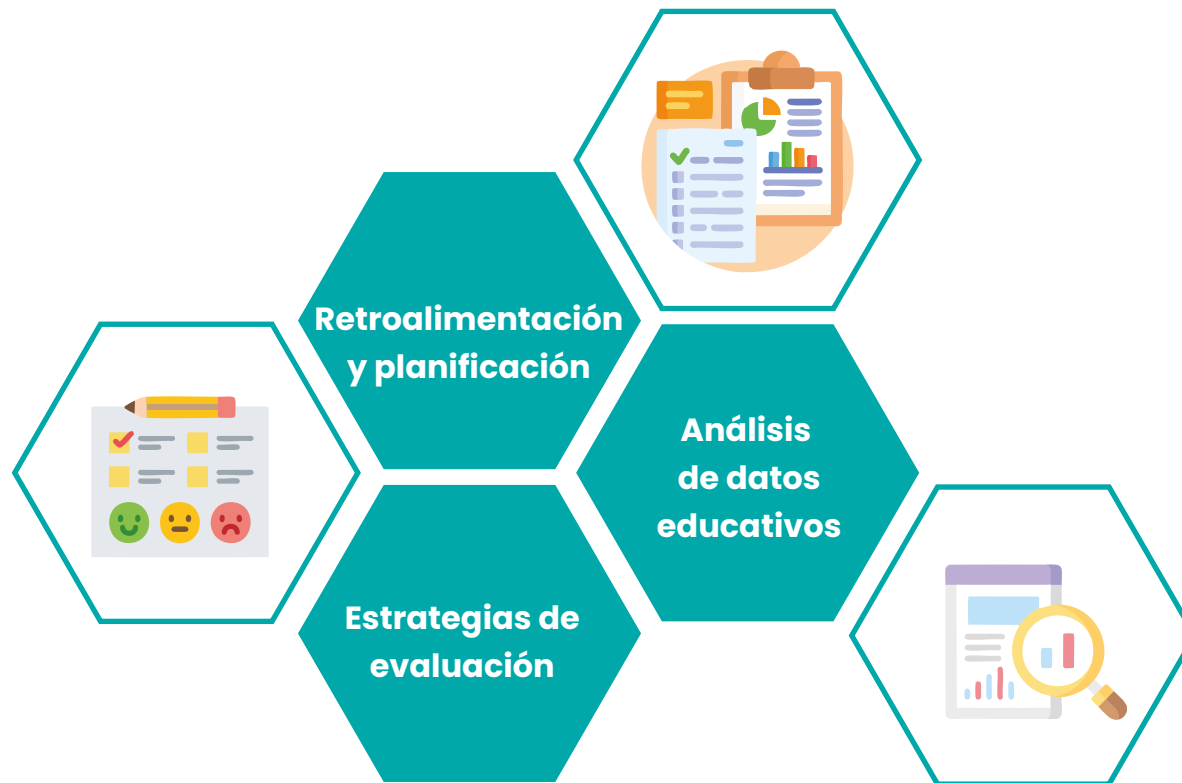 Retroalimentación
y planificación
Análisis
de datos
educativos
Estrategias de
evaluación